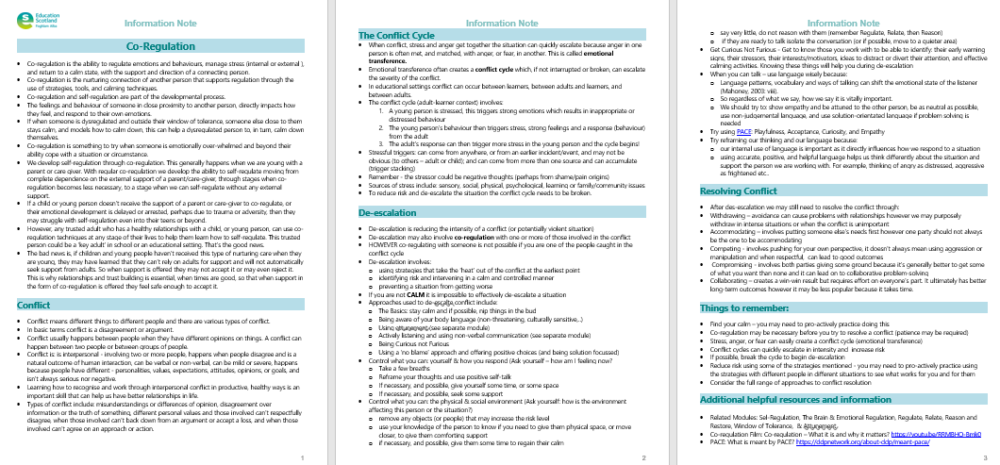 Education
Scotland
Foghlam Alba
Information Note
Co-Regulation
• Co-regulation is the ability to regulate emotions and behaviours, manage stress (internal or external ),
and return to a calm state, with the support and direction of a connecting person.
• Co-regulation is the nurturing connection of another person that supports regulation through the
use of strategies, tools, and calming techniques.
• Co-regulation and self-regulation are part of the developmental process.
• The feelings and behaviour of someone in close proximity to another person, directly impacts how
they feel, and respond to their own emotions.
• If when someone is dysregulated and outside their window of tolerance, someone else close to them
stays calm, and models how to calm down, this can help a dysregulated person to, in turn, calm down
themselves.
• Co-regulation is something to try when someone is emotionally over-whelmed and beyond their
ability cope with a situation or circumstance.
• We develop self-regulation through co-regulation. This generally happens when we are young with a
parent or care giver. With regular co-regulation we develop the ability to self-regulate moving from
complete dependence on the external support of a parent/care-giver, through stages when co-
regulation becomes less necessary, to a stage when we can self-regulate without any external
support.
• If a child or young person doesn't receive the support of a parent or care-giver to co-regulate, or
their emotional development is delayed or arrested, perhaps due to trauma or adversity, then they
may struggle with self-regulation even into their teens or beyond.
• However, any trusted adult who has a healthy relationships with a child, or young person, can use co-
regulation techniques at any stage of their lives to help them learn how to self-regulate. This trusted
person could be a 'key adult' in school or an educational setting. That's the good news.
• The bad news is, if children and young people haven't received this type of nurturing care when they
are young, they may have learned that they can't rely on adults for support and will not automatically
seek support from adults. So when support is offered they may not accept it or may even reject it.
This is why relationships and trust building is essential, when times are good, so that when support in
the form of co-regulation is offered they feel safe enough to accept it.
Conflict
• Conflict means different things to different people and there are various types of conflict.
• In basic terms conflict is a disagreement or argument.
• Conflict usually happens between people when they have different opinions on things. A conflict can
happen between two people or between groups of people.
• Conflict is: interpersonal - involving two or more people, happens when people disagree and is a
natural outcome of human interaction, can be verbal or non-verbal, can be mild or severe, happens
because people have different - personalities, values, expectations, attitudes, opinions, or goals, and
isn't always serious nor negative.
• Learning how to recognise and work through interpersonal conflict in productive, healthy ways is an
important skill that can help us have better relationships in life.
• Types of conflict include: misunderstandings or differences of opinion, disagreement over
information or the truth of something, different personal values and those involved can't respectfully
disagree, when those involved can't back down from an argument or accept a loss, and when those
involved can't agree on an approach or action.
1
Information Note
The Conflict Cycle
• When conflict, stress and anger get together the situation can quickly escalate because anger in one
person is often met, and matched, with anger, or fear, in another. This is called emotional
transference.
• Emotional transference often creates a conflict cycle which, if not interrupted or broken, can escalate
the severity of the conflict.
• In educational settings conflict can occur between learners, between adults and learners, and
between adults.
• The conflict cycle (adult-learner context) involves:
1. A young person is stressed, this triggers strong emotions which results in inappropriate or
distressed behaviour
2. The young person's behaviour then triggers stress, strong feelings and a response (behaviour)
from the adult
3. The adult's response can then trigger more stress in the young person and the cycle begins!
• Stressful triggers: can come from anywhere, or from an earlier incident/event, and may not be
obvious (to others – adult or child); and can come from more than one source and can accumulate
(trigger stacking)
• Remember - the stressor could be negative thoughts (perhaps from shame/pain origins)
• Sources of stress include: sensory, social, physical, psychological, learning or family/community issues
• To reduce risk and de-escalate the situation the conflict cycle needs to be broken.
De-escalation
• De-escalation is reducing the intensity of a conflict (or potentially violent situation)
• De-escalation may also involve co-regulation with one or more of those involved in the conflict
• HOWEVER co-regulating with someone is not possible if you are one of the people caught in the
conflict cycle
• De-escalation involves:
o using strategies that take the 'heat' out of the conflict at the earliest point
o identifying risk and intervening in a calm and controlled manner
o preventing a situation from getting worse
• If you are not CALM it is impossible to effectively de-escalate a situation
• Approaches used to de-escalate conflict include:
o The Basics: stay calm and if possible, nip things in the bud
o Being aware of your body language (non-threatening, culturally sensitive,..)
o Using attunement (see separate module)
o Actively listening and using non-verbal communication (see separate module)
o Being Curious not Furious
o Using a 'no blame' approach and offering positive choices (and being solution focussed)
• Control what you can: yourself & how you respond (Ask yourself – how am I feeling now?)
o Take a few breaths
o Reframe your thoughts and use positive self-talk
o If necessary, and possible, give yourself some time, or some space
o If necessary, and possible, seek some support
• Control what you can: the physical & social environment (Ask yourself: how is the environment
affecting this person or the situation?)
o remove any objects (or people) that may increase the risk level
o use your knowledge of the person to know if you need to give them physical space, or move
closer, to give them comforting support
o if necessary, and possible, give them some time to regain their calm
2
Information Note
o say very little, do not reason with them (remember Regulate, Relate, then Reason)
o if they are ready to talk isolate the conversation (or if possible, move to a quieter area)
• Get Curious Not Furious - Get to know those you work with to be able to identify: their early warning
signs, their stressors, their interests/motivators, ideas to distract or divert their attention, and effective
calming activities. Knowing these things will help you during de-escalation
• When you can talk – use language wisely because:
o Language patterns, vocabulary and ways of talking can shift the emotional state of the listener
(Mahoney, 2003: viii).
o So regardless of what we say, how we say it is vitally important.
o We should try to show empathy and be attuned to the other person, be as neutral as possible,
use non-judgemental language, and use solution-orientated language if problem solving is
needed
• Try using PACE: Playfulness, Acceptance, Curiosity, and Empathy
• Try reframing our thinking and our language because:
o our internal use of language is important as it directly influences how we respond to a situation
o using accurate, positive, and helpful language helps us think differently about the situation and
support the person we are working with. For example, thinking of angry as distressed, aggressive
as frightened etc..
Resolving Conflict
• After des-escalation we may still need to resolve the conflict through:
• Withdrawing – avoidance can cause problems with relationships however we may purposely
withdraw in intense situations or when the conflict is unimportant
• Accommodating – involves putting someone else's needs first however one party should not always
be the one to be accommodating
• Competing - involves pushing for your own perspective, it doesn't always mean using aggression or
manipulation and when respectful, can lead to good outcomes
• Compromising - involves both parties giving some ground because it's generally better to get some
of what you want than none and it can lead on to collaborative problem-solving
• Collaborating – creates a win-win result but requires effort on everyone's part. It ultimately has better
long-term outcomes however it may be less popular because it takes time.
Things to remember:
• Find your calm – you may need to pro-actively practice doing this
• Co-regulation may be necessary before you try to resolve a conflict (patience may be required)
• Stress, anger, or fear can easily create a conflict cycle (emotional transference)
• Conflict cycles can quickly escalate in intensity and increase risk
• If possible, break the cycle to begin de-escalation
• Reduce risk using some of the strategies mentioned - you may need to pro-actively practice using
the strategies with different people in different situations to see what works for you and for them
• Consider the full range of approaches to conflict resolution
Additional helpful resources and information
• Related Modules: Sel-Regulation, The Brain & Emotional Regulation, Regulate, Relate, Reason and
Restore, Window of Tolerance, & Attunement.
• Co-regulation Film: Co-regulation – What it is and why it matters? https://youtu.be/RRMBHO-Bmk0
• PACE: What is meant by PACE? https://ddpnetwork.org/about-ddp/meant-pace/
3